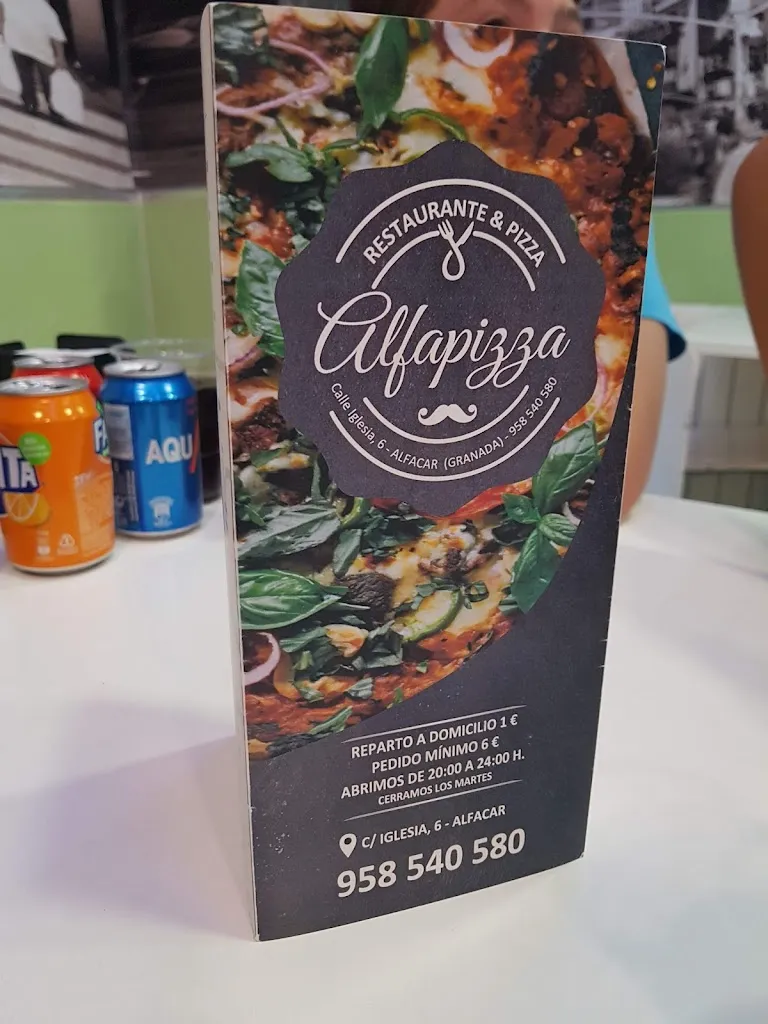 RESTAURANTE & PIZZA
Alfapizza
Calle Iglesia, 6 - ALFACAR (GRANADA) - 958 540 580
REPARTO A DOMICILIO 1 €
PEDIDO MÍNIMO 6 €
ABRIMOS DE 20:00 A 24:00 H.
CERRAMOS LOS MARTES
C/ IGLESIA, 6 - ALFACAR
958 540 580
AQU